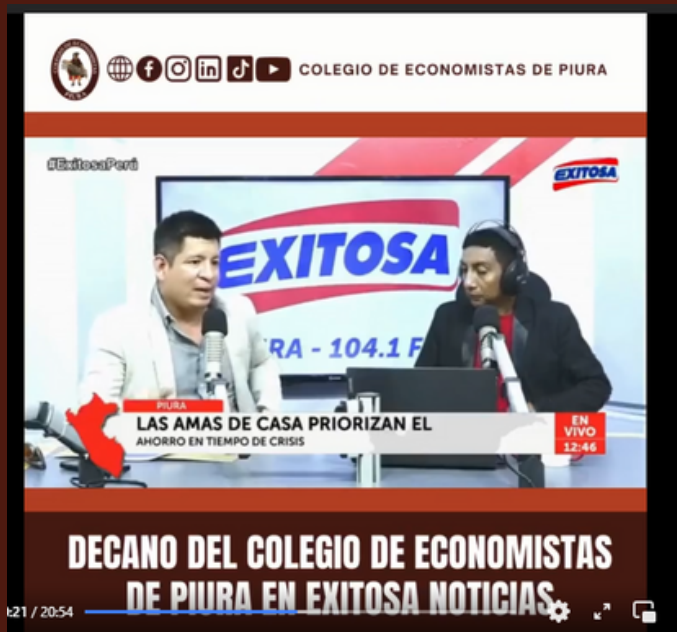 COLEGIO DE ECONOMISTAS DE PIURA
#ExitosaPerú
EXITOSA
EXITOSA
RA - 104.1 F
PIURA
LAS AMAS DE CASA PRIORIZAN EL
AHORRO EN TIEMPO DE CRISIS
EN
VIVO
12:46
DECANO DEL COLEGIO DE ECONOMISTAS
DE PIURA EN EXITOSA NOTICIAS
:21 / 20:54